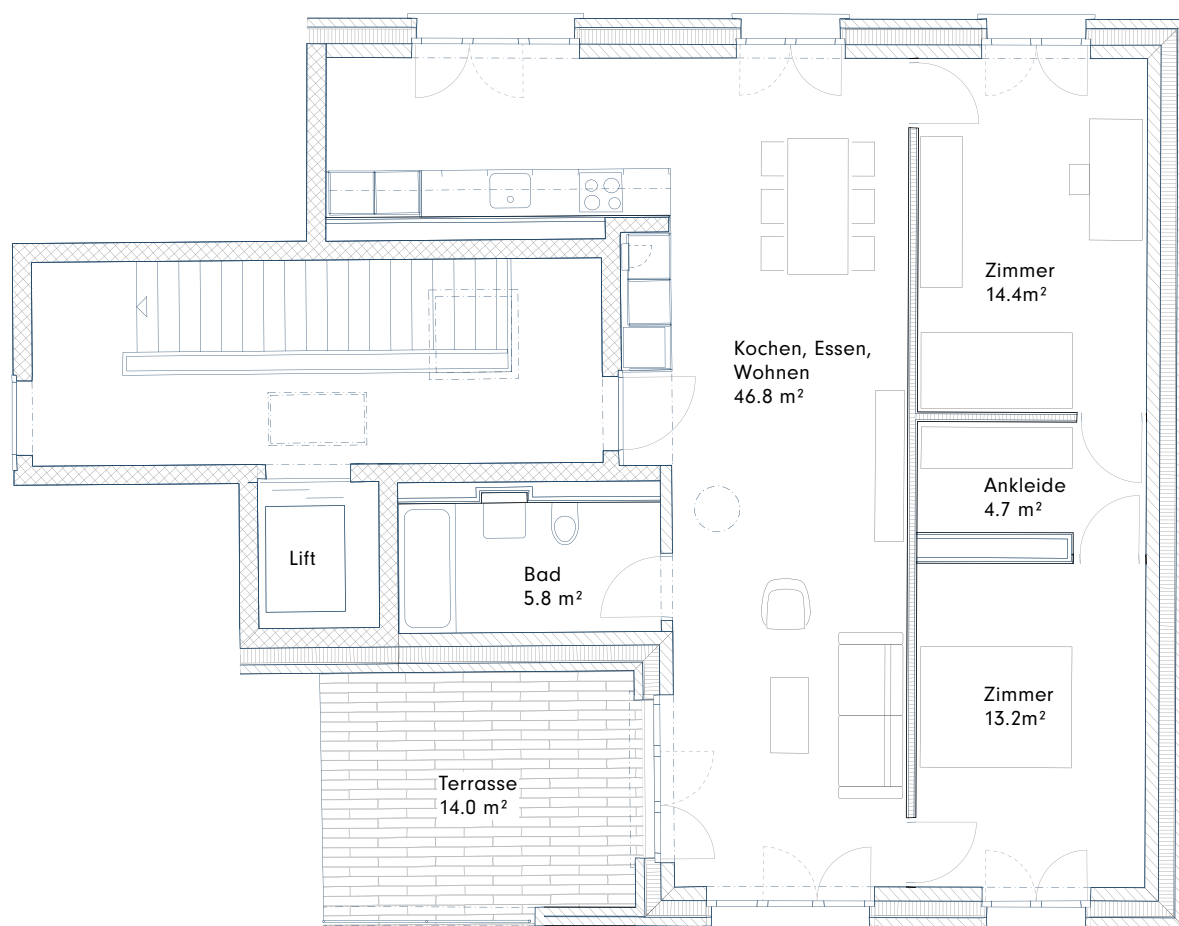 Zimmer
14.4m²
Kochen, Essen,
Wohnen
46.8 m²
Ankleide
4.7 m²
Lift
Bad
5.8 m²
Zimmer
13.2m²
Terrasse
14.0 m²